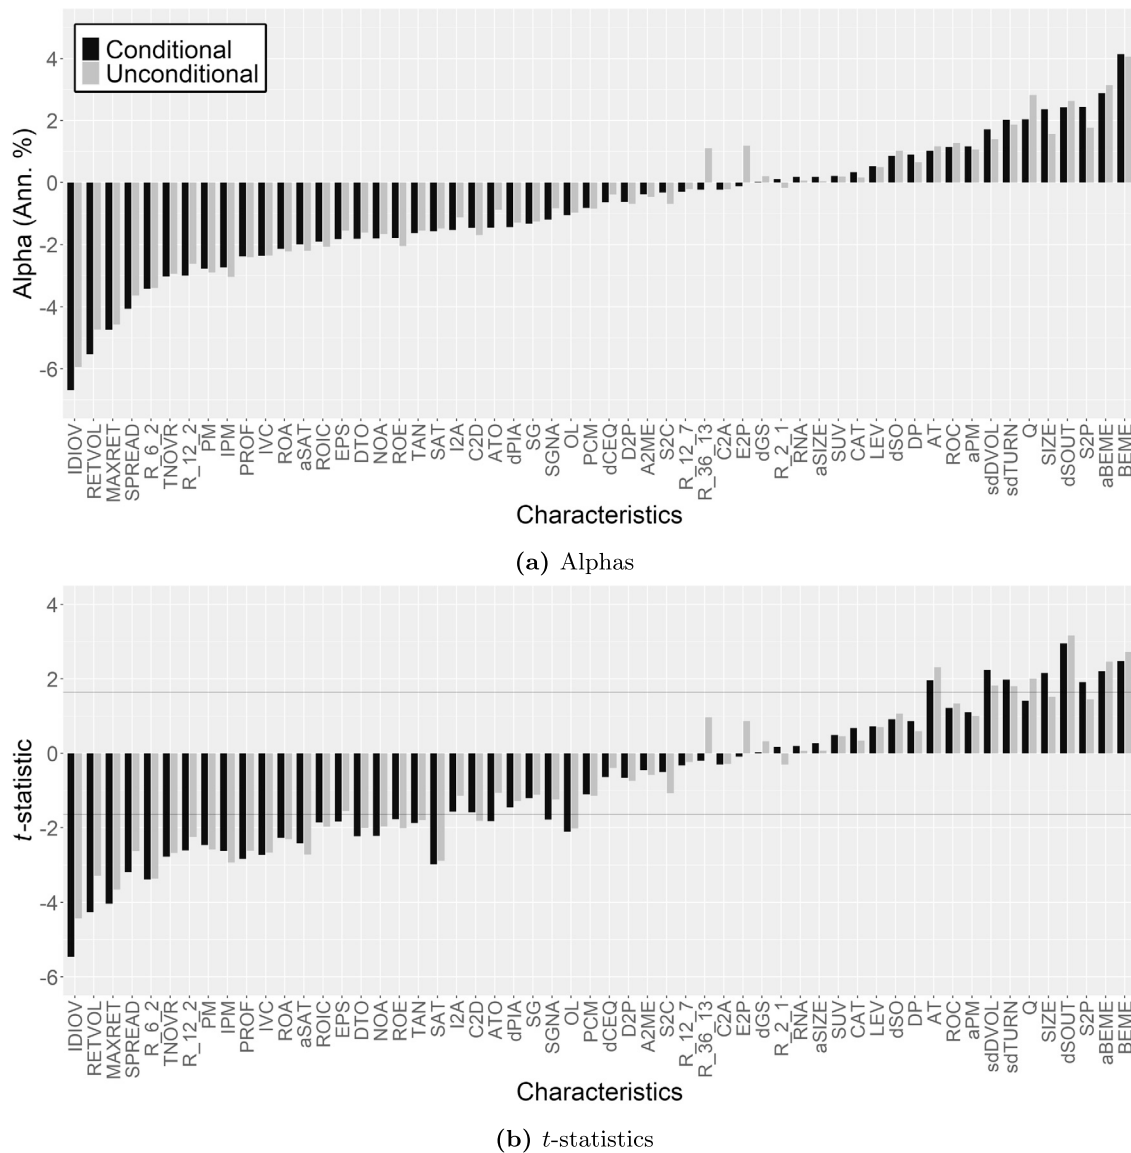 Conditional
Unconditional
Alpha (Ann. %)
4
2
0
-2
-4
-6
IDIOV
RETVOL
MAXRET
SPREAD
R_6_2
TNOVR
R_12_2
PM
IPM
PROF
IVC
ROA
aSAT
ROIC
EPS
DTO
NOA
ROE
TAN
SAT
I2A
C2D
ATO
dPIA
SG
SGNA
OL
PCM
dCEQ
D2P
A2ME
S2C
R_12_7
R_36_13
C2A
E2P
dGS
R_2_1
RNA
aSIZE
SUV
CAT
LEV
dSO
DP
AT
ROC
aPM
sdDVOL
sdTURN
Q
SIZE
dSOUT
S2P
aBEME
BEME
Characteristics
(a) Alphas
t-statistic
4
2
0
-2
-4
-6
IDIOV
RETVOL
MAXRET
SPREAD
R_6_2
TNOVR
R_12_2
PM
IPM
PROF
IVC
ROA
aSAT
ROIC
EPS
DTO
NOA
ROE
TAN
SAT
I2A
C2D
ATO
dPIA
SG
SGNA
OL
PCM
dCEQ
D2P
A2ME
S2C
R_12_7
R_36_13
C2A
E2P
dGS
R_2_1
RNA
aSIZE
SUV
CAT
LEV
dSO
DP
AT
ROC
aPM
sdDVOL
sdTURN
Q
SIZE
dSOUT
S2P
aBEME
BEME
Characteristics
(b) t-statistics